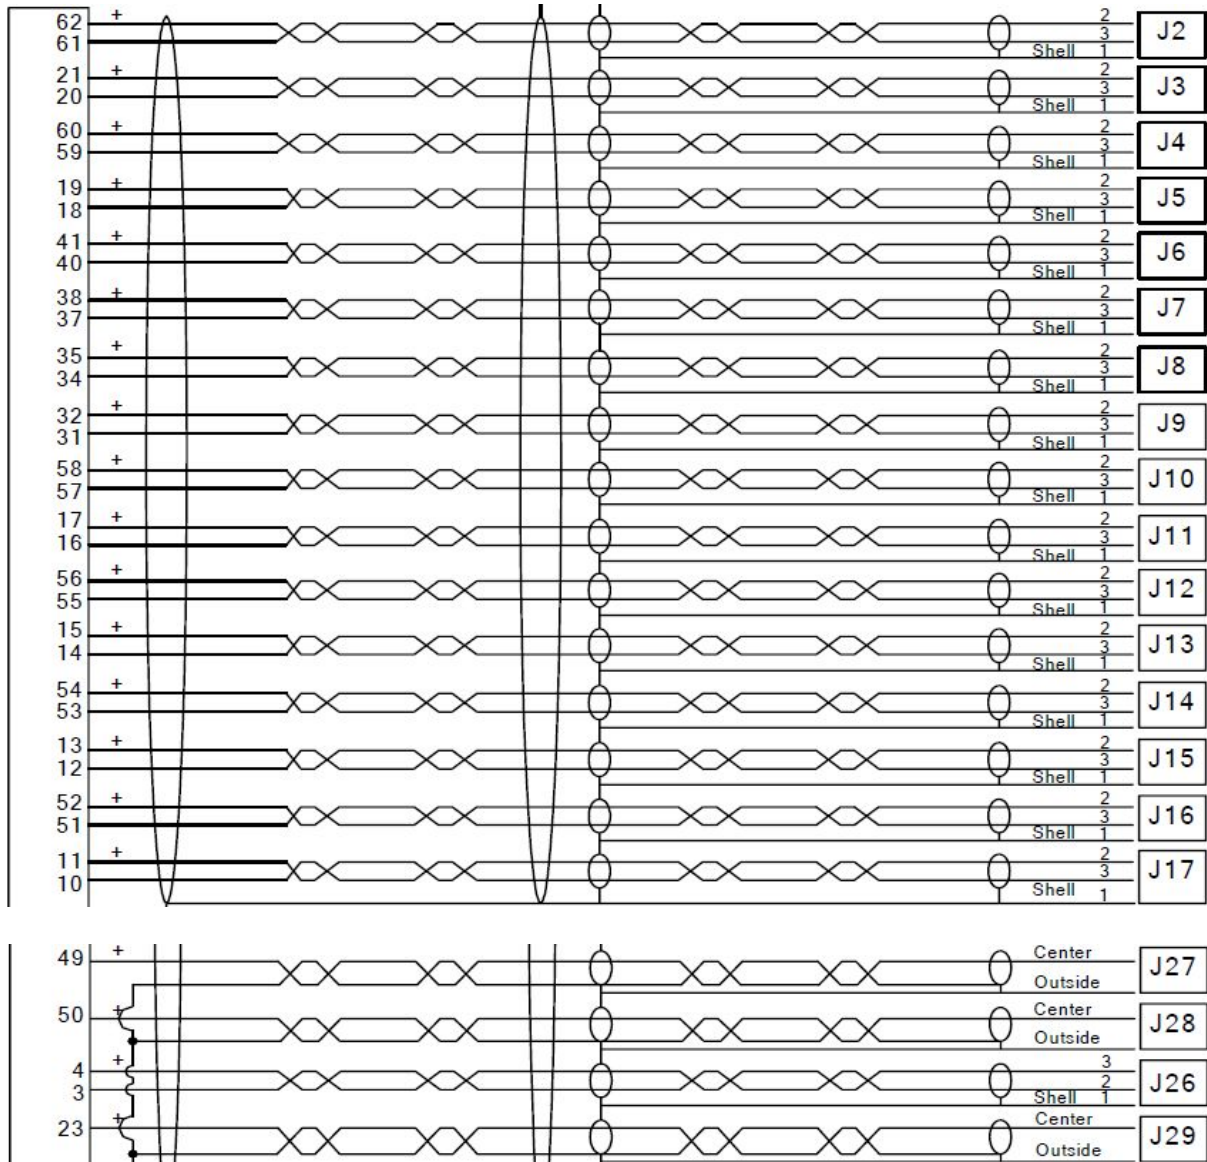 62 + 2 J2
61 3
Shell 1
21 + 2 J3
20 3
Shell 1
60 + 2 J4
59 3
Shell 1
19 + 2 J5
18 3
Shell 1
41 + 2 J6
40 3
Shell 1
38 + 2 J7
37 3
Shell 1
35 + 2 J8
34 3
Shell 1
32 + 2 J9
31 3
Shell 1
58 + 2 J10
57 3
Shell 1
17 + 2 J11
16 3
Shell 1
56 + 2 J12
55 3
Shell 1
15 + 2 J13
14 3
Shell 1
54 + 2 J14
53 3
Shell 1
13 + 2 J15
12 3
Shell 1
52 + 2 J16
51 3
Shell 1
11 + 2 J17
10 3
Shell 1
49 + Center J27
Outside
50 + Center J28
Outside
4 + 3 J26
3 2
Shell 1
23 + Center J29
Outside